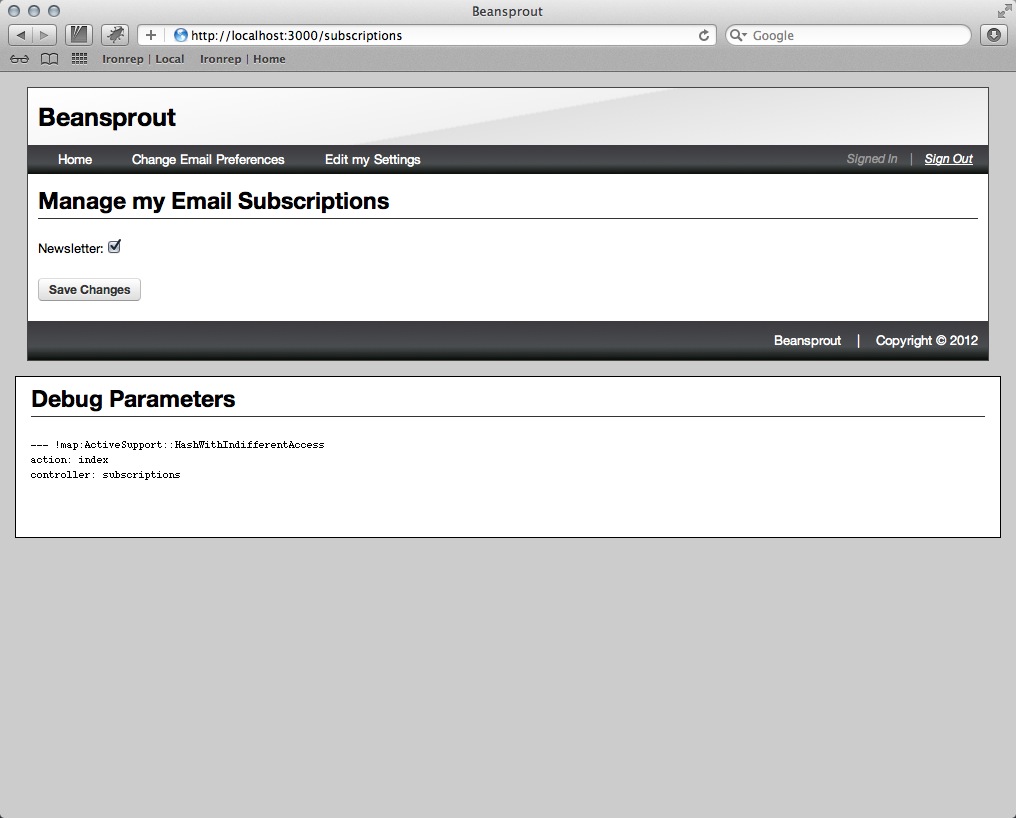 Beansprout
http://localhost:3000/subscriptions
Google
Ironrep | Local Ironrep | Home
Beansprout
Home Change Email Preferences Edit my Settings Signed In | Sign Out
Manage my Email Subscriptions
Newsletter:
Save Changes
Beansprout | Copyright © 2012
Debug Parameters
--- !map:ActiveSupport::HashWithIndifferentAccess
action: index
controller: subscriptions